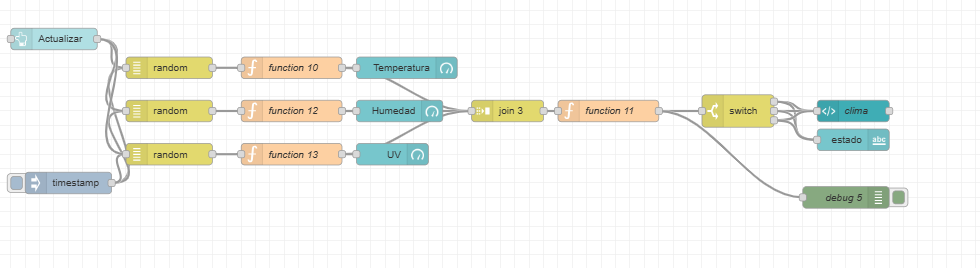 Actualizar
random
function 10
Temperatura
random
function 12
Humedad
join 3
function 11
switch
clima
estado
abc
random
function 13
UV
timestamp
debug 5